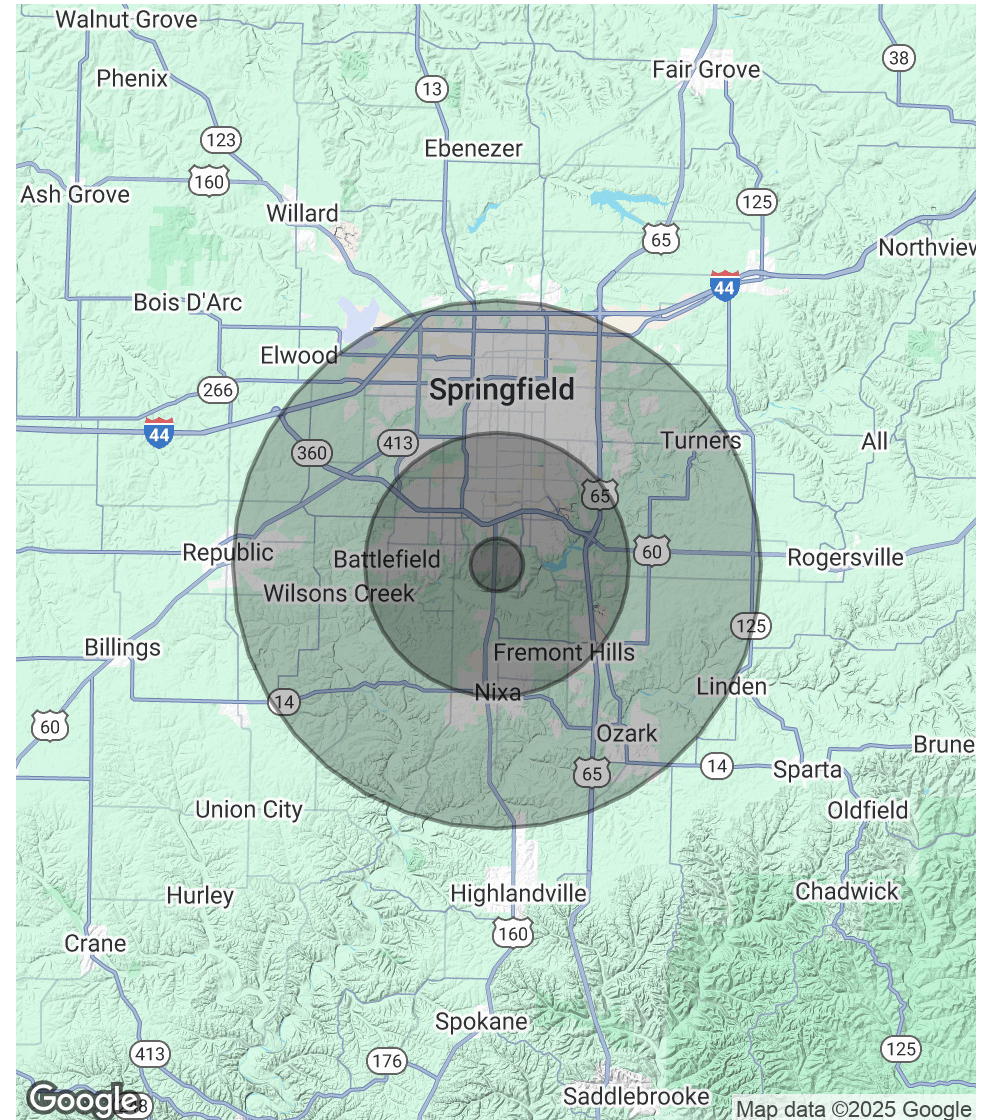 Walnut Grove
Phenix
Fair Grove
38
13
123
Ebenezer
160
Ash Grove
Willard
125
65
Northview
44
Bois D'Arc
Elwood
Springfield
266
44
413
Turners
All
360
65
Republic
Battlefield
60
Rogersville
Wilsons Creek
125
Billings
Fremont Hills
Linden
Nixa
14
60
Ozark
Brune
65
14
Sparta
Union City
Oldfield
Hurley
Highlandville
Chadwick
160
Crane
Spokane
413
176
125
Saddlebrooke
Google
Map data ©2025 Google